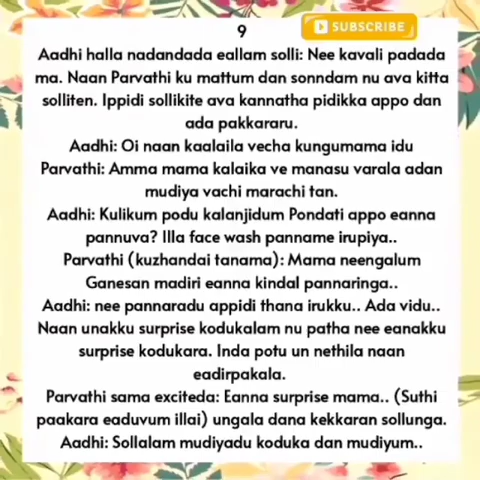 9
SUBSCRIBE
Aadhi halla nadandada eallam solli: Nee kavali padada
ma. Naan Parvathi ku mattum dan sonndam nu ava kitta
solliten. Ippidi sollikite ava kannatha pidikka appo dan
ada pakkararu.
Aadhi: Oi naan kaalaila vecha kungumama idu
Parvathi: Amma mama kalaika ve manasu varala adan
mudiya vachi marachi tan.
Aadhi: Kulikum podu kalanjidum Pondati appo eanna
pannuva? Illa face wash panname irupiya..
Parvathi (kuzhandai tanama): Mama neengalum
Ganesan madiri eanna kindal pannaringa..
Aadhi: nee pannaradu appidi thana irukku.. Ada vidu..
Naan unakku surprise kodukalam nu patha nee eanakku
surprise kodukara. Inda potu un nethila naan
eadirpakala.
Parvathi sama exciteda: Eanna surprise mama.. (Suthi
paakara eaduvum illai) ungala dana kekkaran sollunga.
Aadhi: Sollalam mudiyadu koduka dan mudiyum..